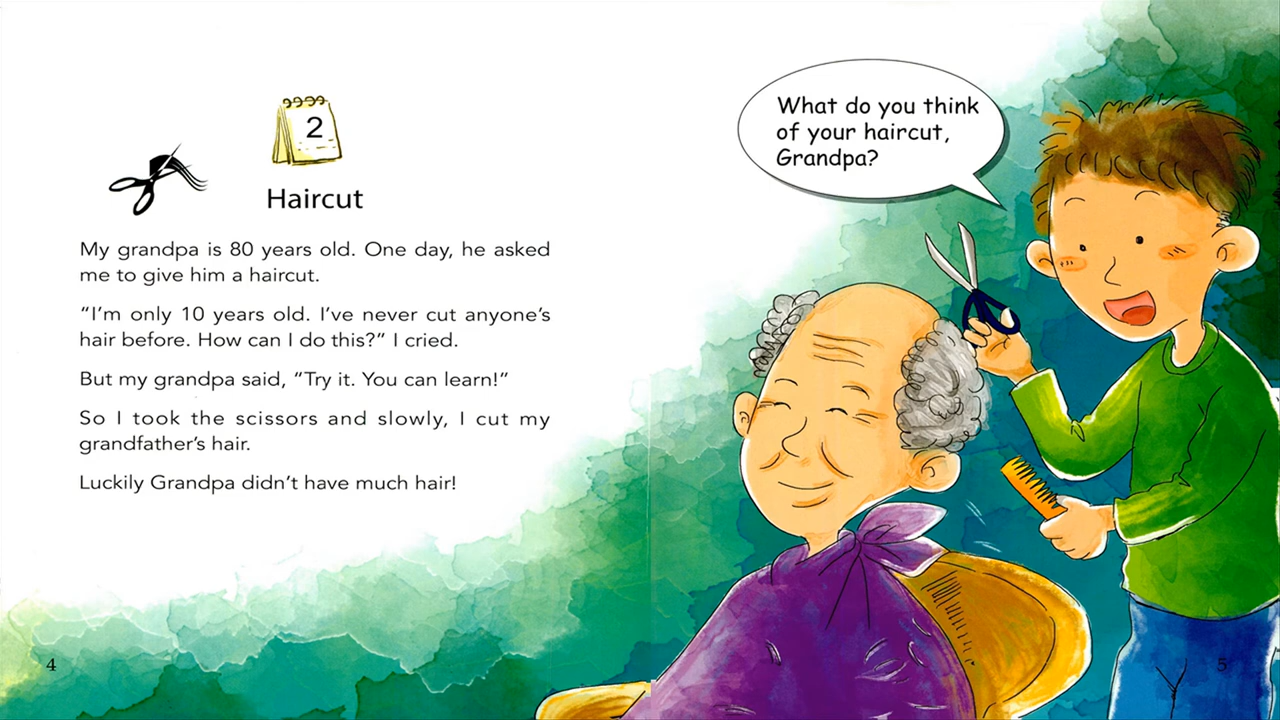 2
Haircut
My grandpa is 80 years old. One day, he asked
me to give him a haircut.
“I’m only 10 years old. I’ve never cut anyone’s
hair before. How can I do this?” I cried.
But my grandpa said, “Try it. You can learn!”
So I took the scissors and slowly, I cut my
grandfather’s hair.
Luckily Grandpa didn’t have much hair!
4
What do you think
of your haircut,
Grandpa?
5